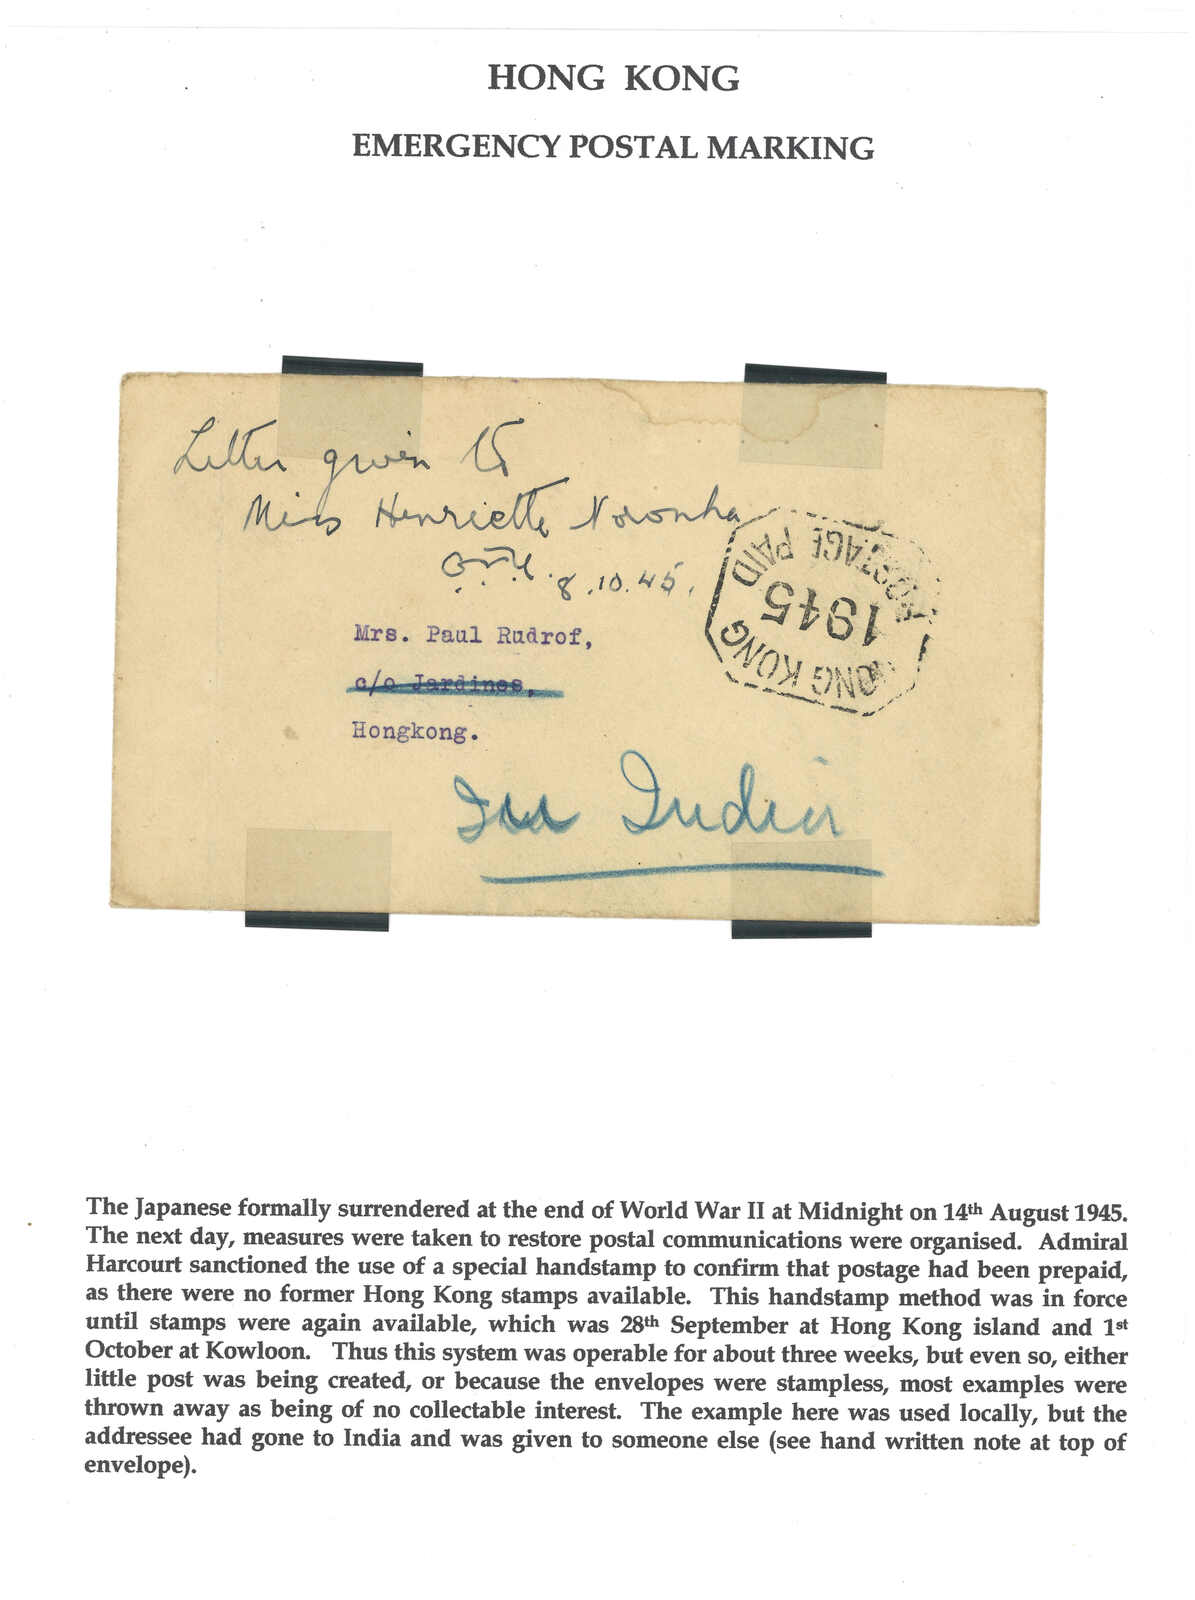 HONG KONG
EMERGENCY POSTAL MARKING
Letter given to
Miss Henriette Noronha
8.10.45.
POSTAGE PAID
1945
HONG KONG
Mrs. Paul Rudrof,
c/o Jardines,
Hongkong.
In India
The Japanese formally surrendered at the end of World War II at Midnight on 14th August 1945.
The next day, measures were taken to restore postal communications were organised. Admiral
Harcourt sanctioned the use of a special handstamp to confirm that postage had been prepaid,
as there were no former Hong Kong stamps available. This handstamp method was in force
until stamps were again available, which was 28th September at Hong Kong island and 1st
October at Kowloon. Thus this system was operable for about three weeks, but even so, either
little post was being created, or because the envelopes were stampless, most examples were
thrown away as being of no collectable interest. The example here was used locally, but the
addressee had gone to India and was given to someone else (see hand written note at top of
envelope).